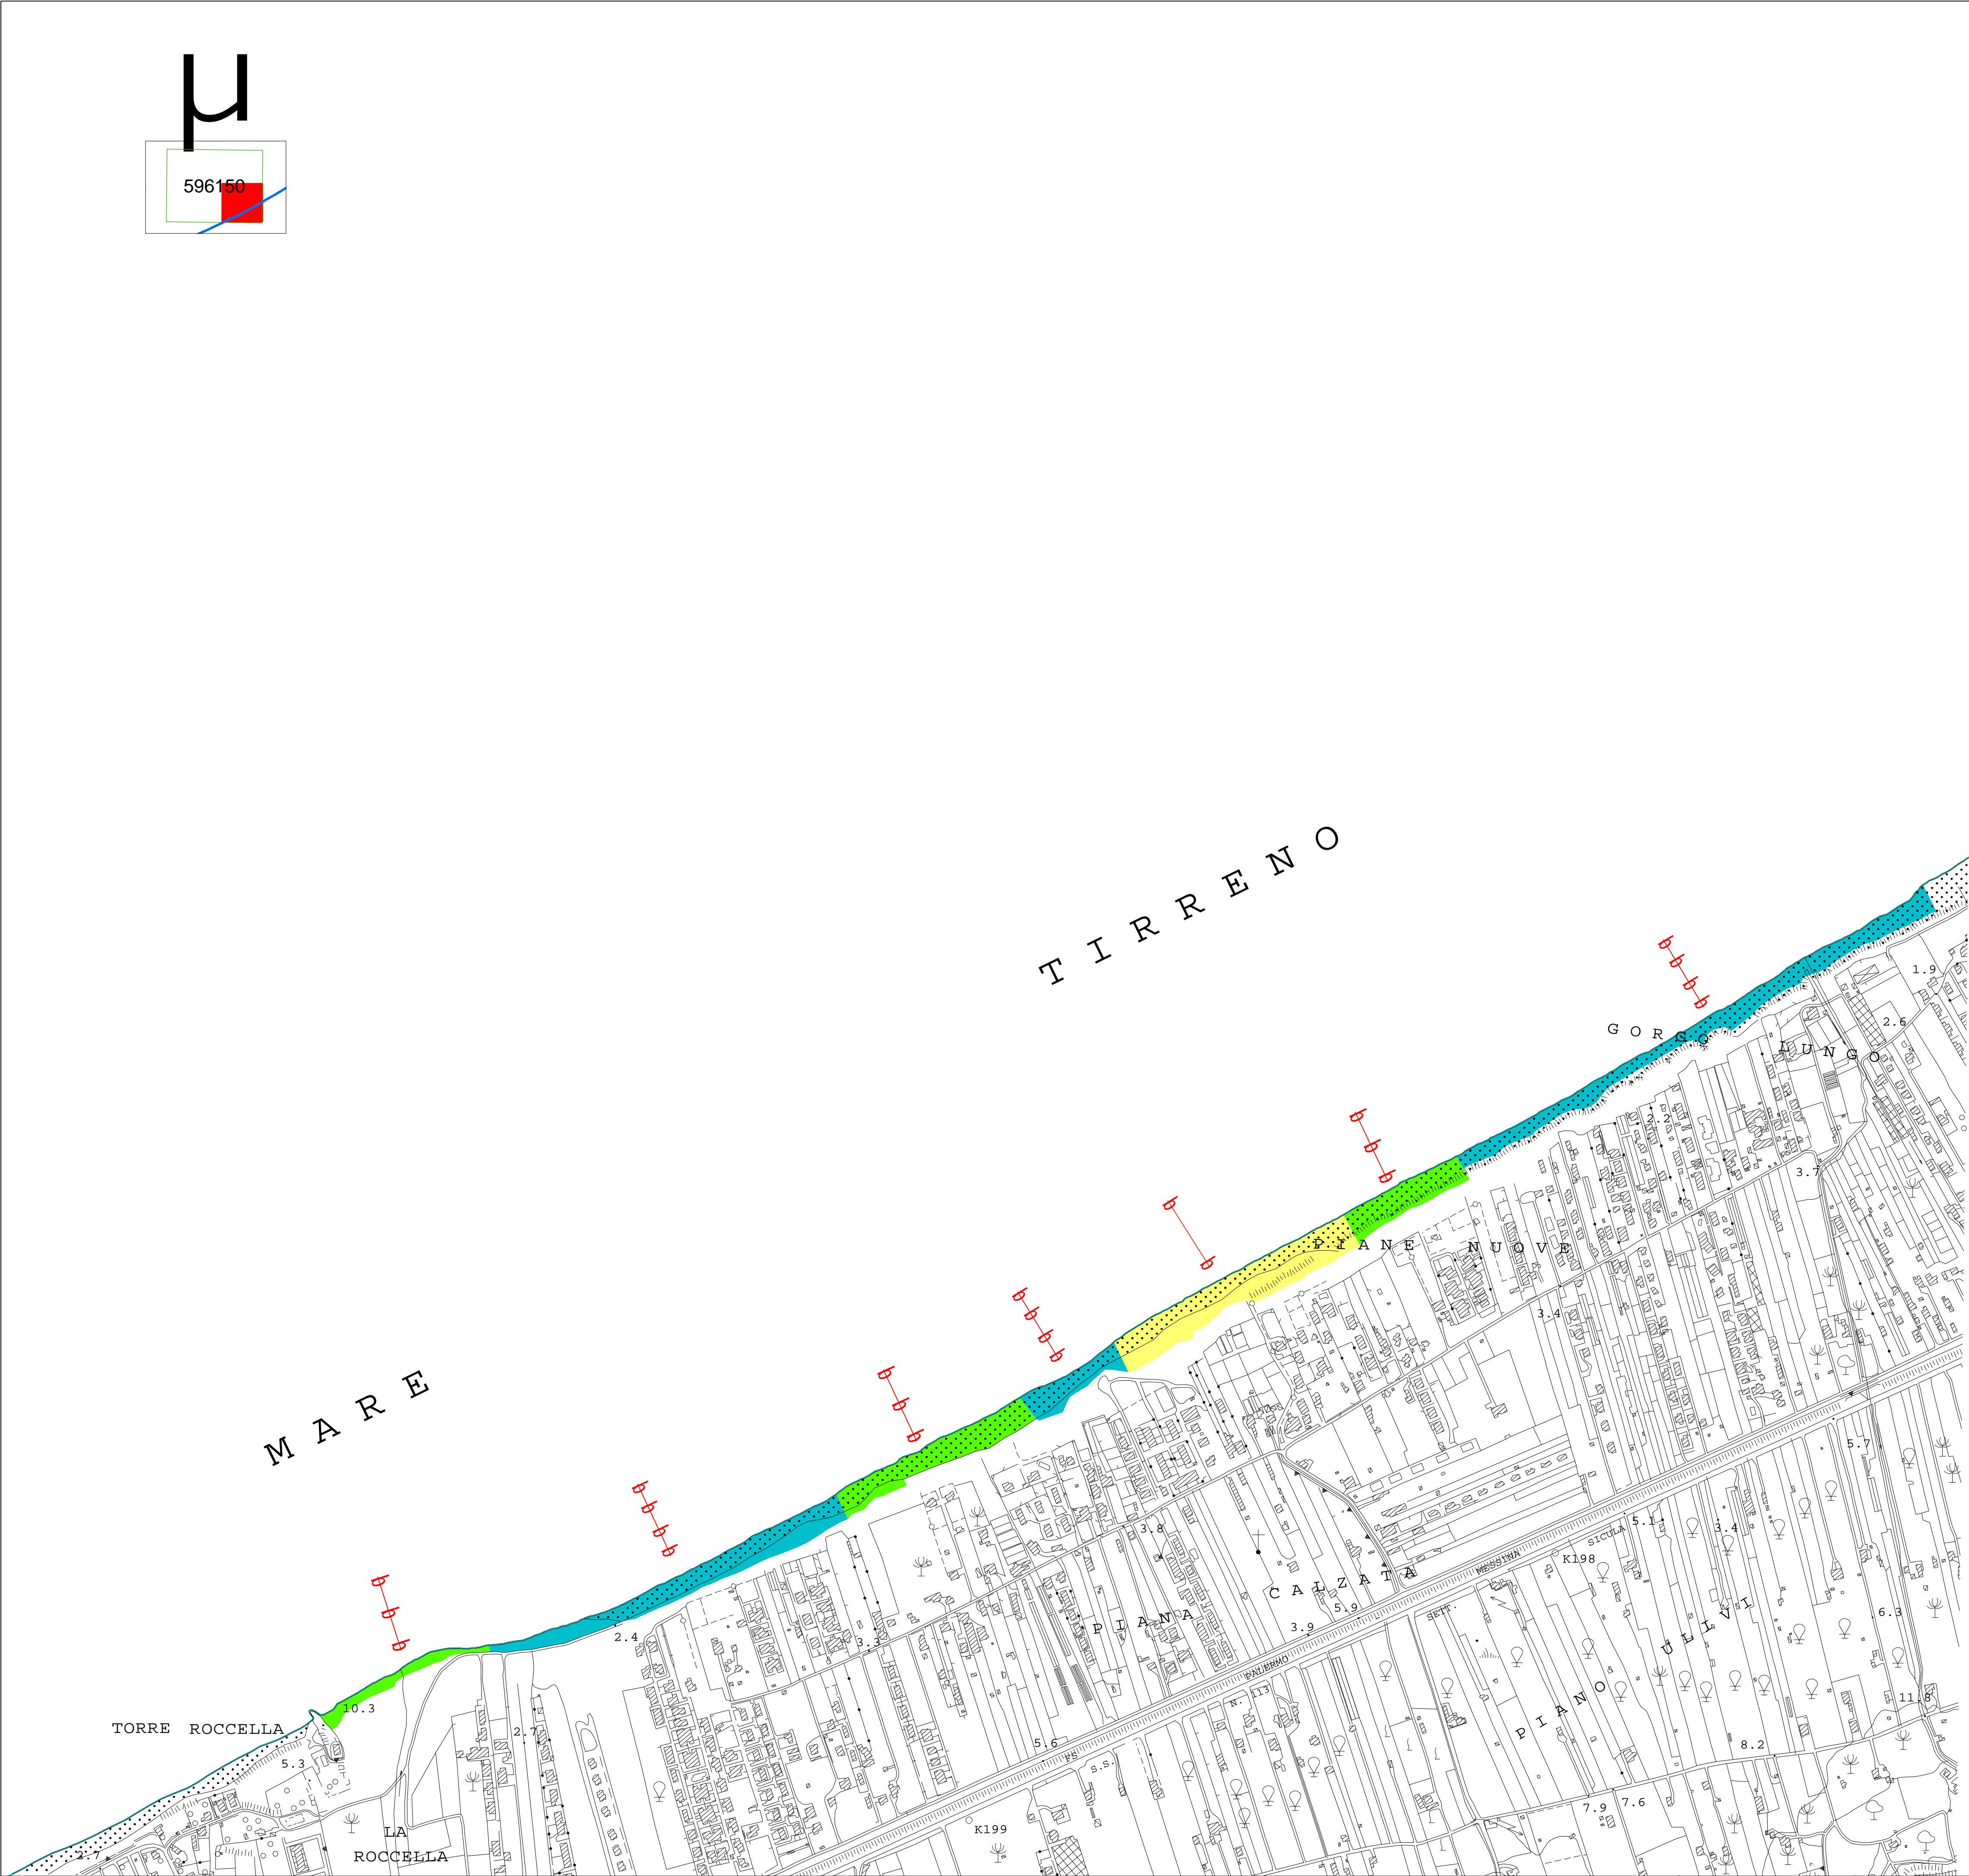 µ
596150
T I R R E N O
1.9
2.6
G O R G O
L U N G O
2.2
3.7
P I A N E   N U O V E
3.4
M A R E
5.7
3.8
5.1
3.4
SICULA
MESSINA
K198
C A L Z A T A
5.9
P I A N A
SETT.
6.3
U L L V I
2.4
3.3
3.9
PALERMO
N. 113
P I A N O
11.8
10.3
TORRE ROCCELLA
2.7
5.6
FS
S.S.
8.2
5.3
7.9
7.6
K199
LA
ROCCELLA
2.7